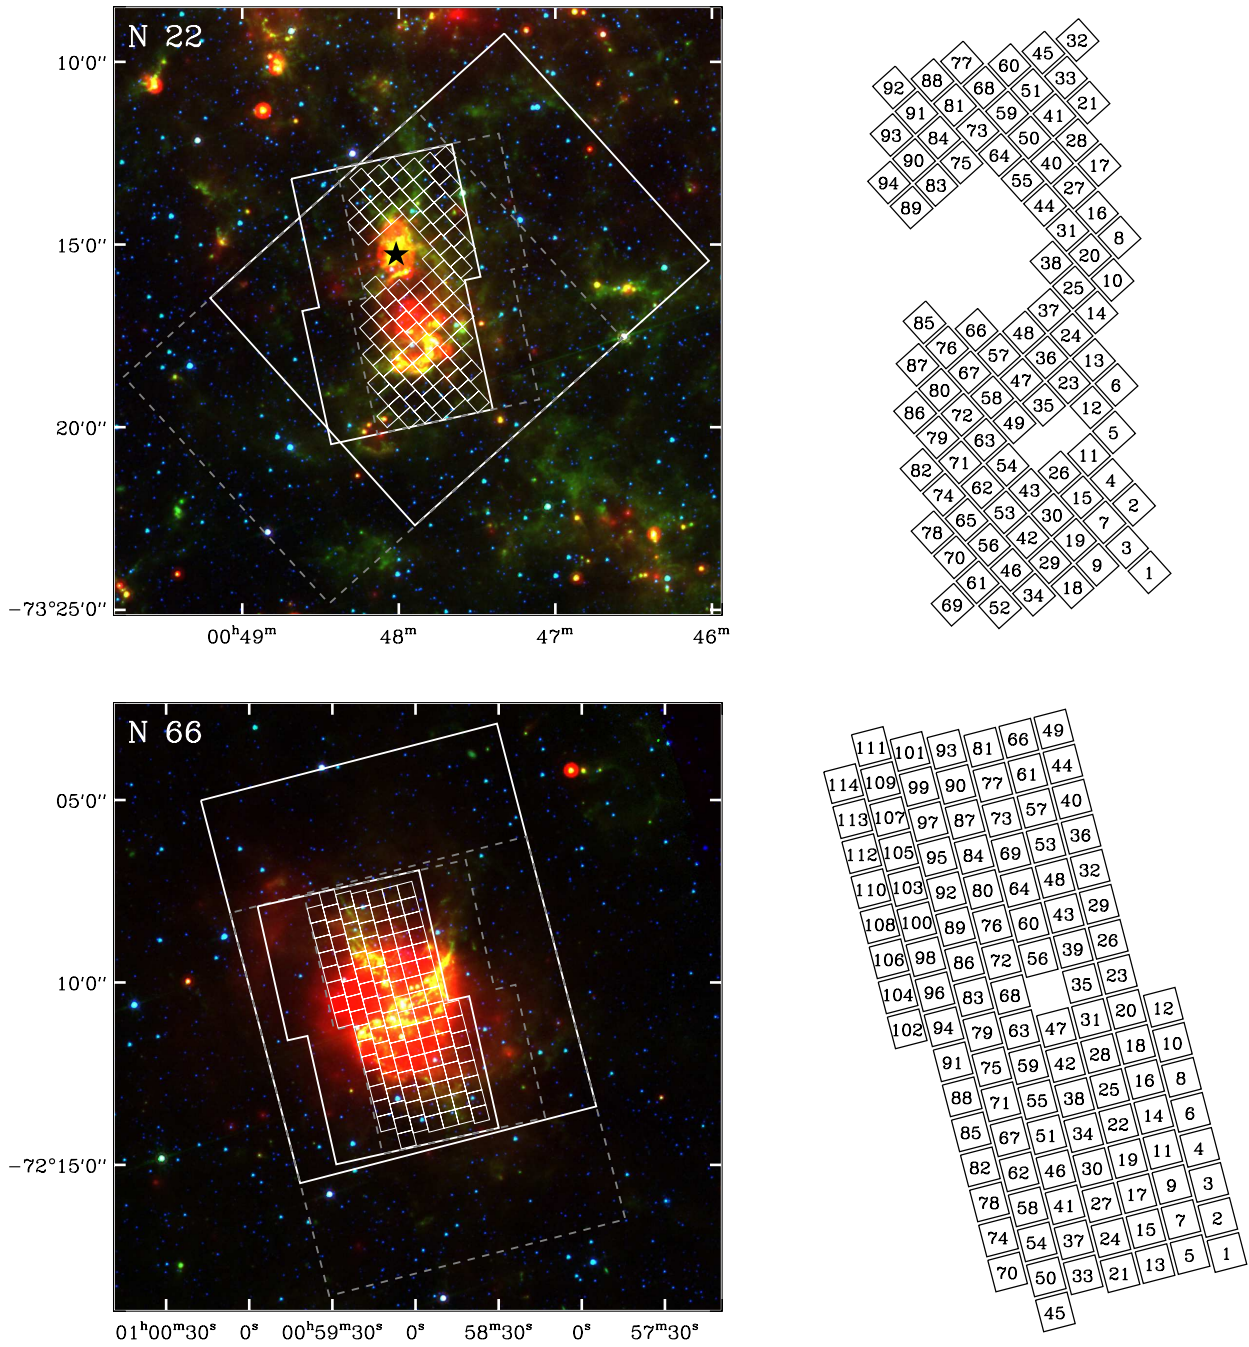 N 22
10′0″
15′0″
20′0″
−73°25′0″
00ʰ49ᵐ 48ᵐ 47ᵐ 46ᵐ
32
45
77 60
88 68 51 33
92 81 59 41 21
91 73 50 28
93 84 64 40 17
90 75 55 27
94 83 44 16
89 31 8
38 20
25 10
37 14
85 66 48 24
76 57 36 13
87 67 47 23 6
80 58 35 12
86 72 49 5
79 63 11
82 71 54 26 4
74 62 43 15 2
65 53 30 7
78 56 42 19 3
70 46 29 9 1
61 34 18
69 52
N 66
05′0″
10′0″
−72°15′0″
01ʰ00ᵐ30ˢ 0ˢ 00ʰ59ᵐ30ˢ 0ˢ 58ᵐ30ˢ 0ˢ 57ᵐ30ˢ
111 101 93 81 66 49
114 109 99 90 77 61 44
113 107 97 87 73 57 40
112 105 95 84 69 53 36
110 103 92 80 64 48 32
108 100 89 76 60 43 29
106 98 86 72 56 39 26
104 96 83 68 35 23
102 94 79 63 47 31 20 12
91 75 59 42 28 18 10
88 71 55 38 25 16 8
85 67 51 34 22 14 6
82 62 46 30 19 11 4
78 58 41 27 17 9 3
74 54 37 24 15 7 2
70 50 33 21 13 5 1
45